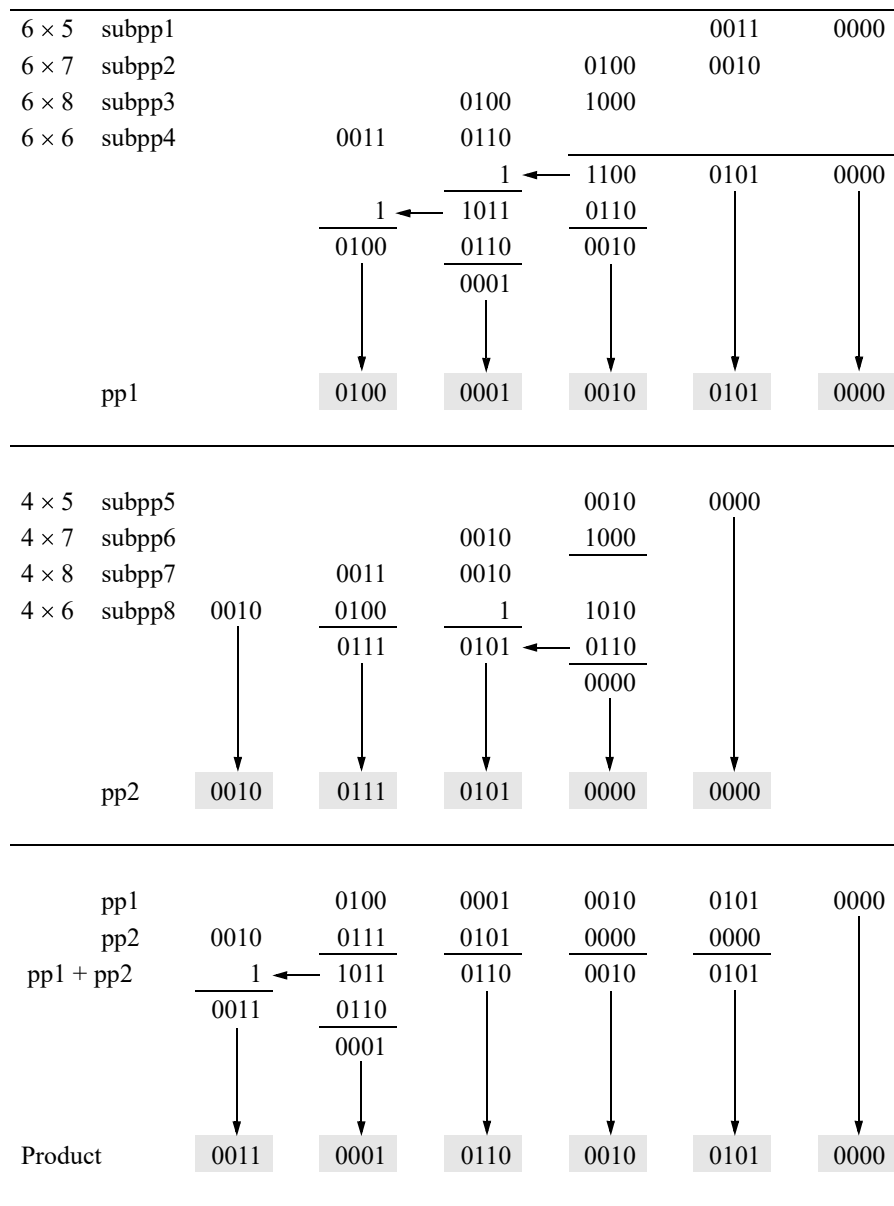 6 × 5 subpp1 0011 0000
6 × 7 subpp2 0100 0010
6 × 8 subpp3 0100 1000
6 × 6 subpp4 0011 0110
1 1100 0101 0000
1 1011 0110
0100 0110 0010
0001
pp1 0100 0001 0010 0101 0000
4 × 5 subpp5 0010 0000
4 × 7 subpp6 0010 1000
4 × 8 subpp7 0011 0010
4 × 6 subpp8 0010 0100 1 1010
0111 0101 0110
0000
pp2 0010 0111 0101 0000 0000
pp1 0100 0001 0010 0101 0000
pp2 0010 0111 0101 0000 0000
pp1 + pp2 1 1011 0110 0010 0101
0011 0110
0001
Product 0011 0001 0110 0010 0101 0000